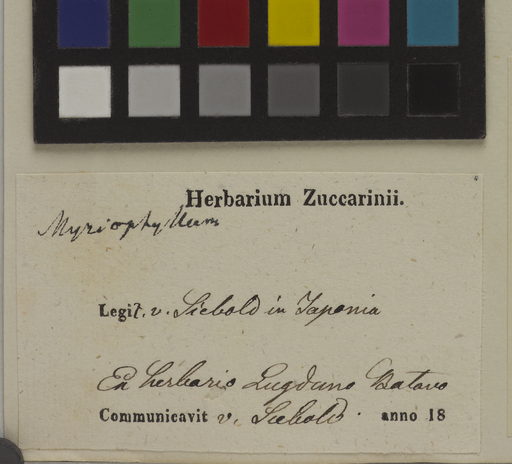 Herbarium Zuccarinii.
Myriophyllum
Legit. v. Siebold in Japonia
Ex herbario Lugduno Batavo
Communicavit v. Siebold. anno 18